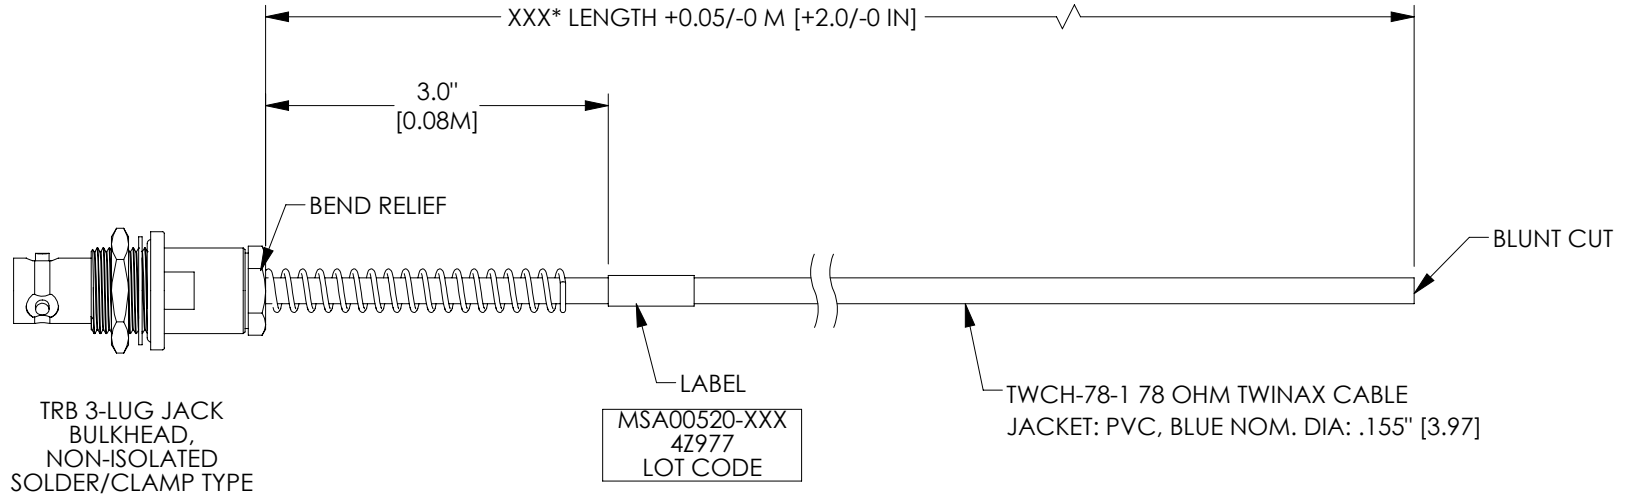 XXX* LENGTH +0.05/-0 M [+2.0/-0 IN]
3.0"
[0.08M]
BEND RELIEF
BLUNT CUT
LABEL
MSA00520-XXX
4Z977
LOT CODE
TWCH-78-1 78 OHM TWINAX CABLE
JACKET: PVC, BLUE NOM. DIA: .155" [3.97]
TRB 3-LUG JACK
BULKHEAD,
NON-ISOLATED
SOLDER/CLAMP TYPE